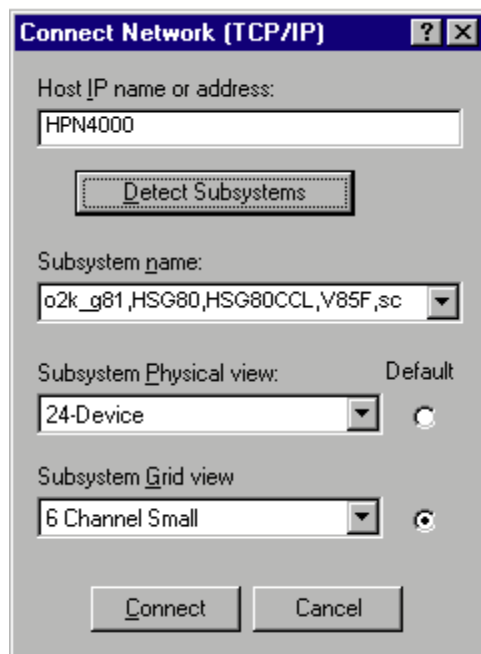 Connect Network (TCP/IP) ?
Host IP name or address:
HPN4000
Detect Subsystems
Subsystem name:
o2k_g81,HSG80,HSG80CCL,V85F,sc
Subsystem Physical view: Default
24-Device
Subsystem Grid view
6 Channel Small
Connect Cancel